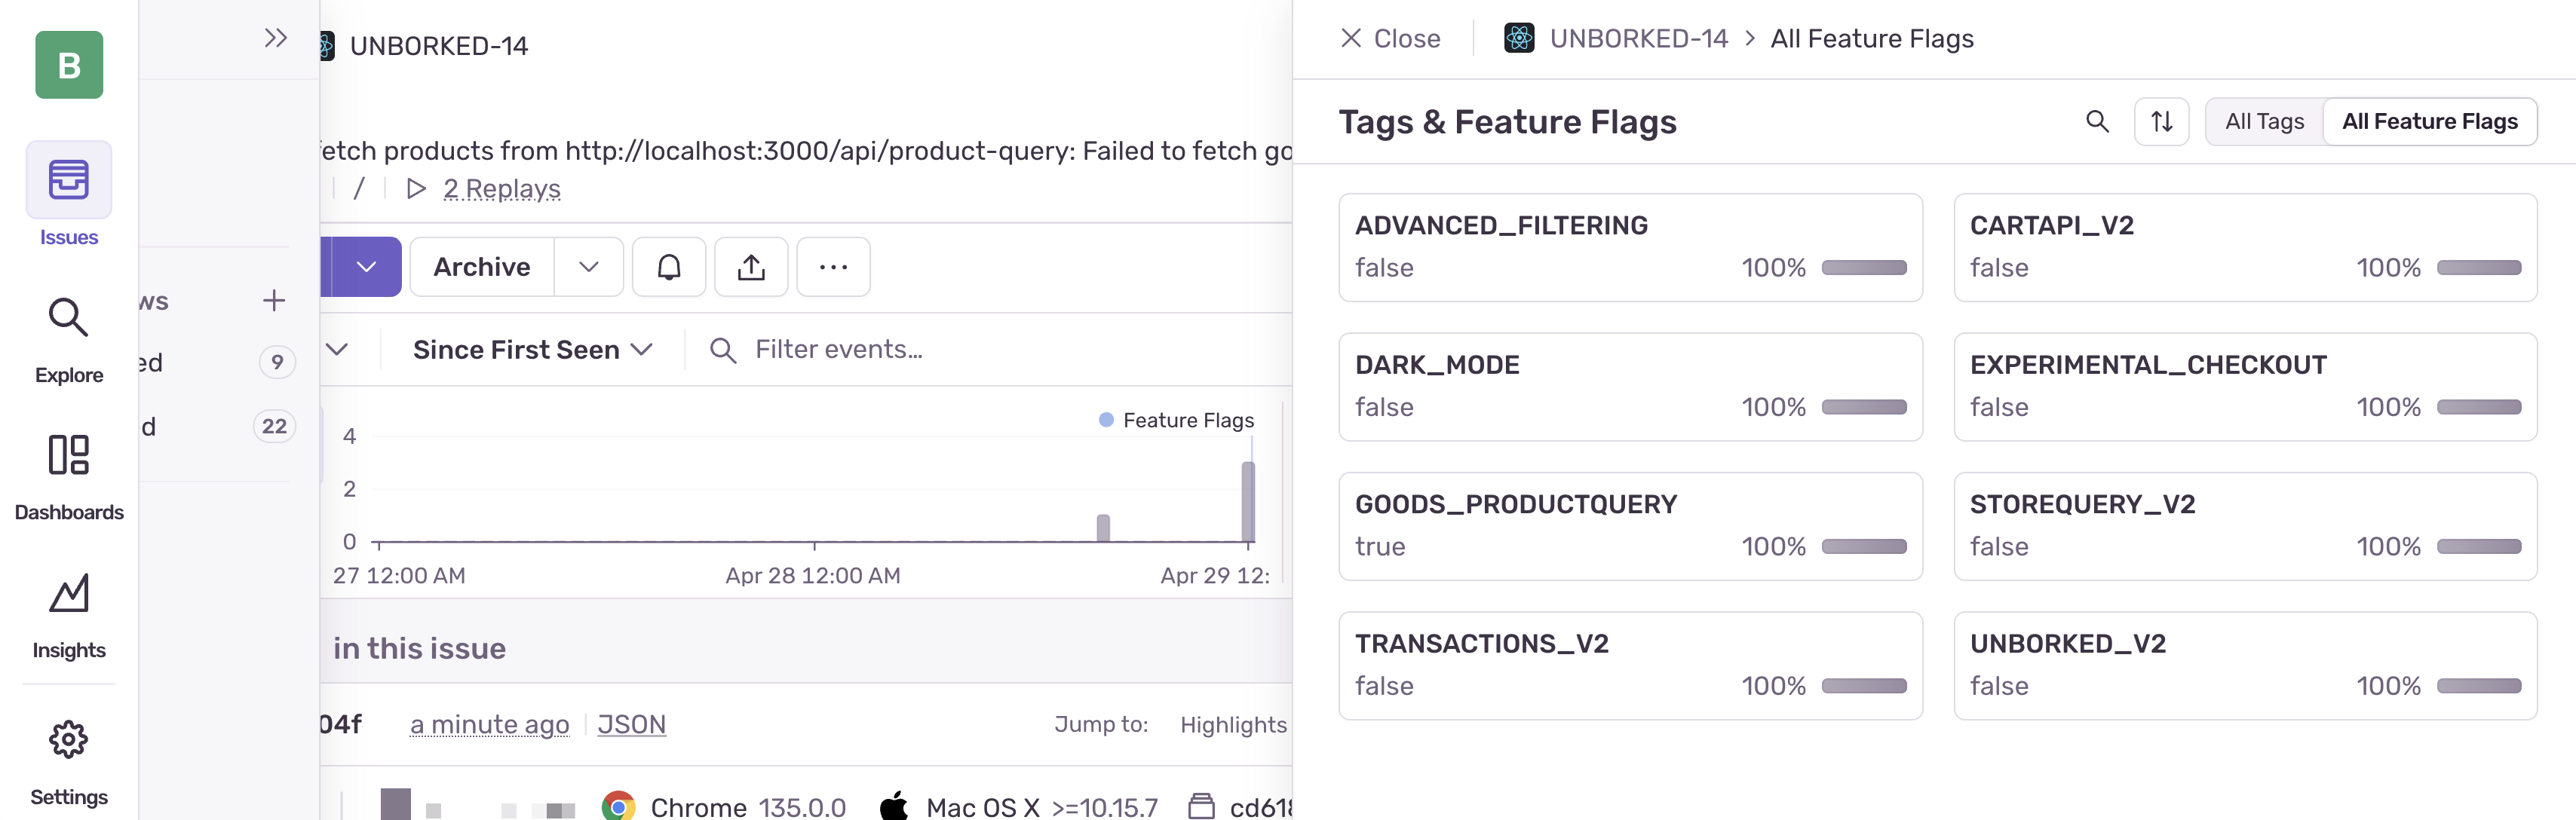 B
Issues
Explore
Dashboards
Insights
Settings
ws
ed 9
d 22
UNBORKED-14
fetch products from http://localhost:3000/api/product-query: Failed to fetch go
/ 2 Replays
Archive
Since First Seen Filter events...
Feature Flags
4
2
0
27 12:00 AM Apr 28 12:00 AM Apr 29 12:
in this issue
04f a minute ago JSON Jump to: Highlights
Chrome 135.0.0 Mac OS X >=10.15.7 cd618
Close UNBORKED-14 > All Feature Flags
Tags & Feature Flags All Tags All Feature Flags
ADVANCED_FILTERING
false 100%
CARTAPI_V2
false 100%
DARK_MODE
false 100%
EXPERIMENTAL_CHECKOUT
false 100%
GOODS_PRODUCTQUERY
true 100%
STOREQUERY_V2
false 100%
TRANSACTIONS_V2
false 100%
UNBORKED_V2
false 100%